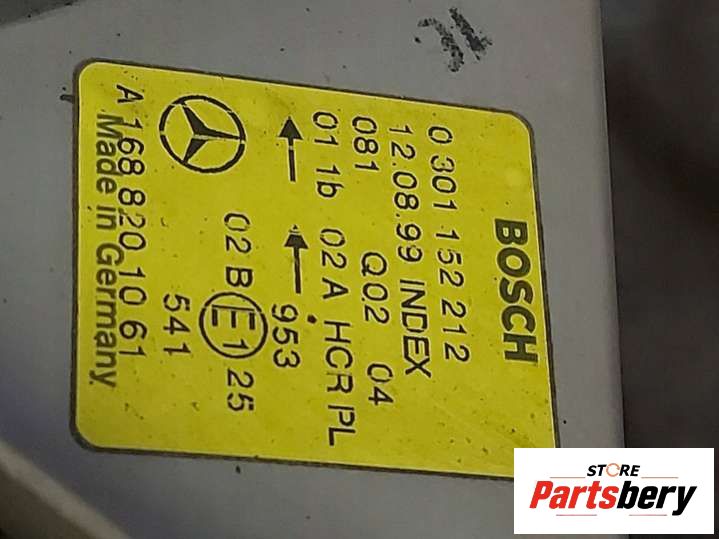 BOSCH
0 301 152 212
12.08.99 INDEX
081 Q02 04
01 1b 02 A HCR PL
953
02 B E1 25
541
A 168 820 10 61
Made in Germany
STORE
Partsbery